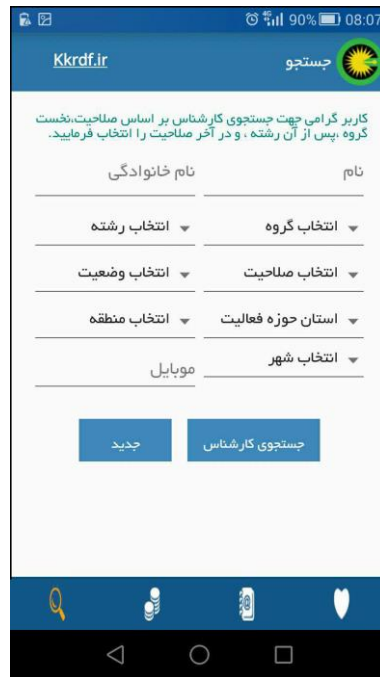 90% 08:07
جستجو
Kkrdf.ir
کاربر گرامی جهت جستجوی کارشناس بر اساس صلاحیت،نخست
گروه ،پس از آن رشته ، و در آخر صلاحیت را انتخاب فرمایید.
نام
نام خانوادگی
انتخاب گروه
انتخاب رشته
انتخاب صلاحیت
انتخاب وضعیت
استان حوزه فعالیت
انتخاب منطقه
انتخاب شهر
موبایل
جستجوی کارشناس
جدید